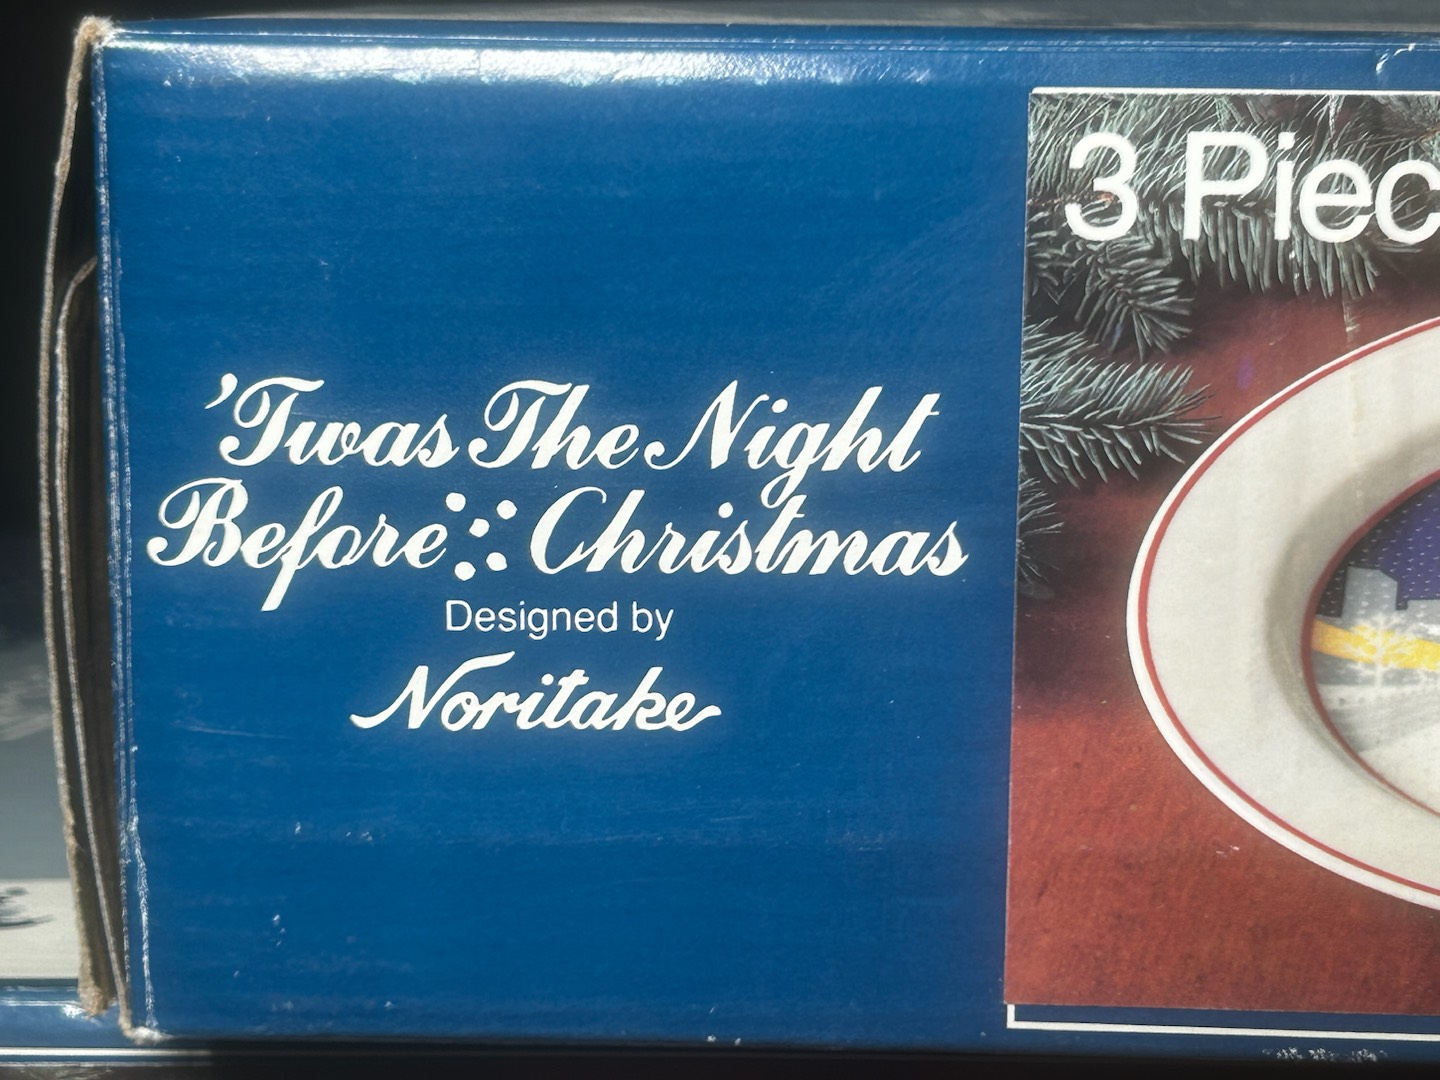 'Twas The Night
Before Christmas
Designed by
Noritake
3 Piec